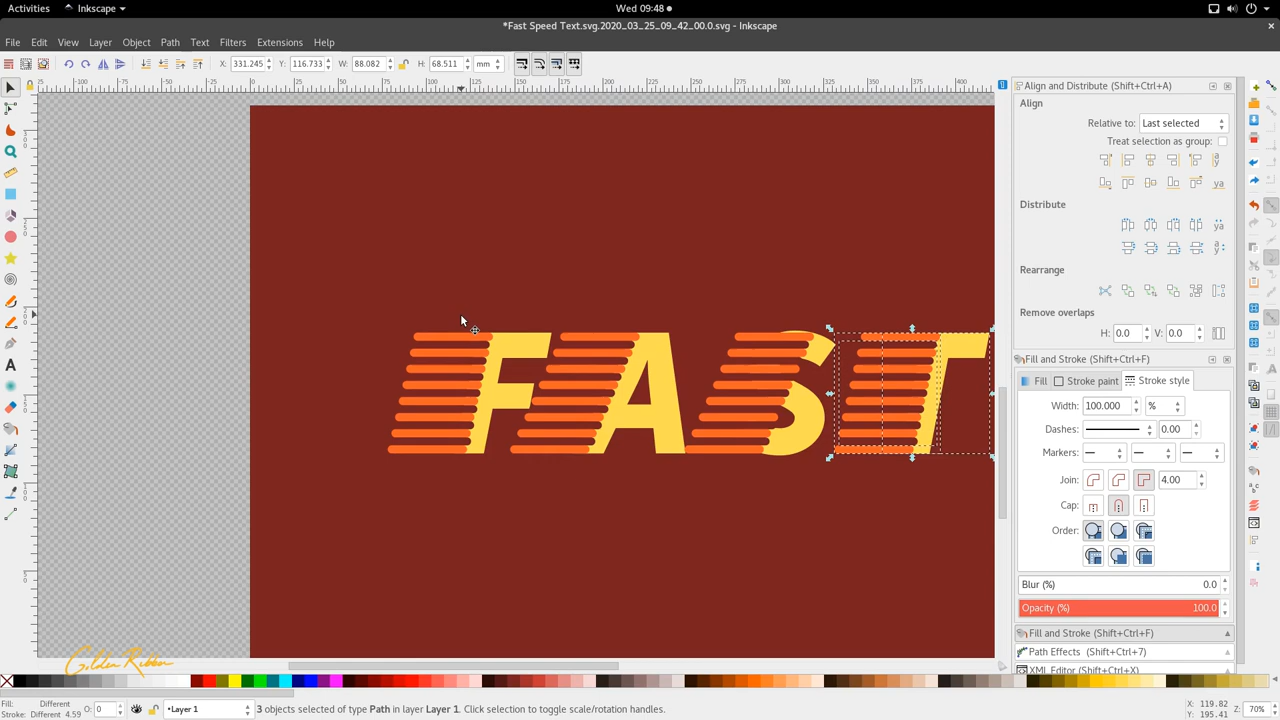 Activities Inkscape Wed 09:48
*Fast Speed Text.svg.2020_03_25_09_42_00.0.svg - Inkscape
File Edit View Layer Object Path Text Filters Extensions Help
X: 331.245 Y: 116.733 W: 88.082 H: 68.511 mm
Align and Distribute (Shift+Ctrl+A)
Align
Relative to: Last selected
Treat selection as group:
Distribute
Rearrange
Remove overlaps
H: 0.0 V: 0.0
Fill and Stroke (Shift+Ctrl+F)
Fill Stroke paint Stroke style
Width: 100.000 %
Dashes: 0.00
Markers:
Join: 4.00
Cap:
Order:
Blur (%) 0.0
Opacity (%) 100.0
Fill and Stroke (Shift+Ctrl+F)
Path Effects (Shift+Ctrl+7)
XML Editor (Shift+Ctrl+X)
FAST
Golden Ribbon
Fill: Different
Stroke: Different 4.59
O: 0
•Layer 1
3 objects selected of type Path in layer Layer 1. Click selection to toggle scale/rotation handles.
X: 119.82
Y: 195.41
Z: 70%